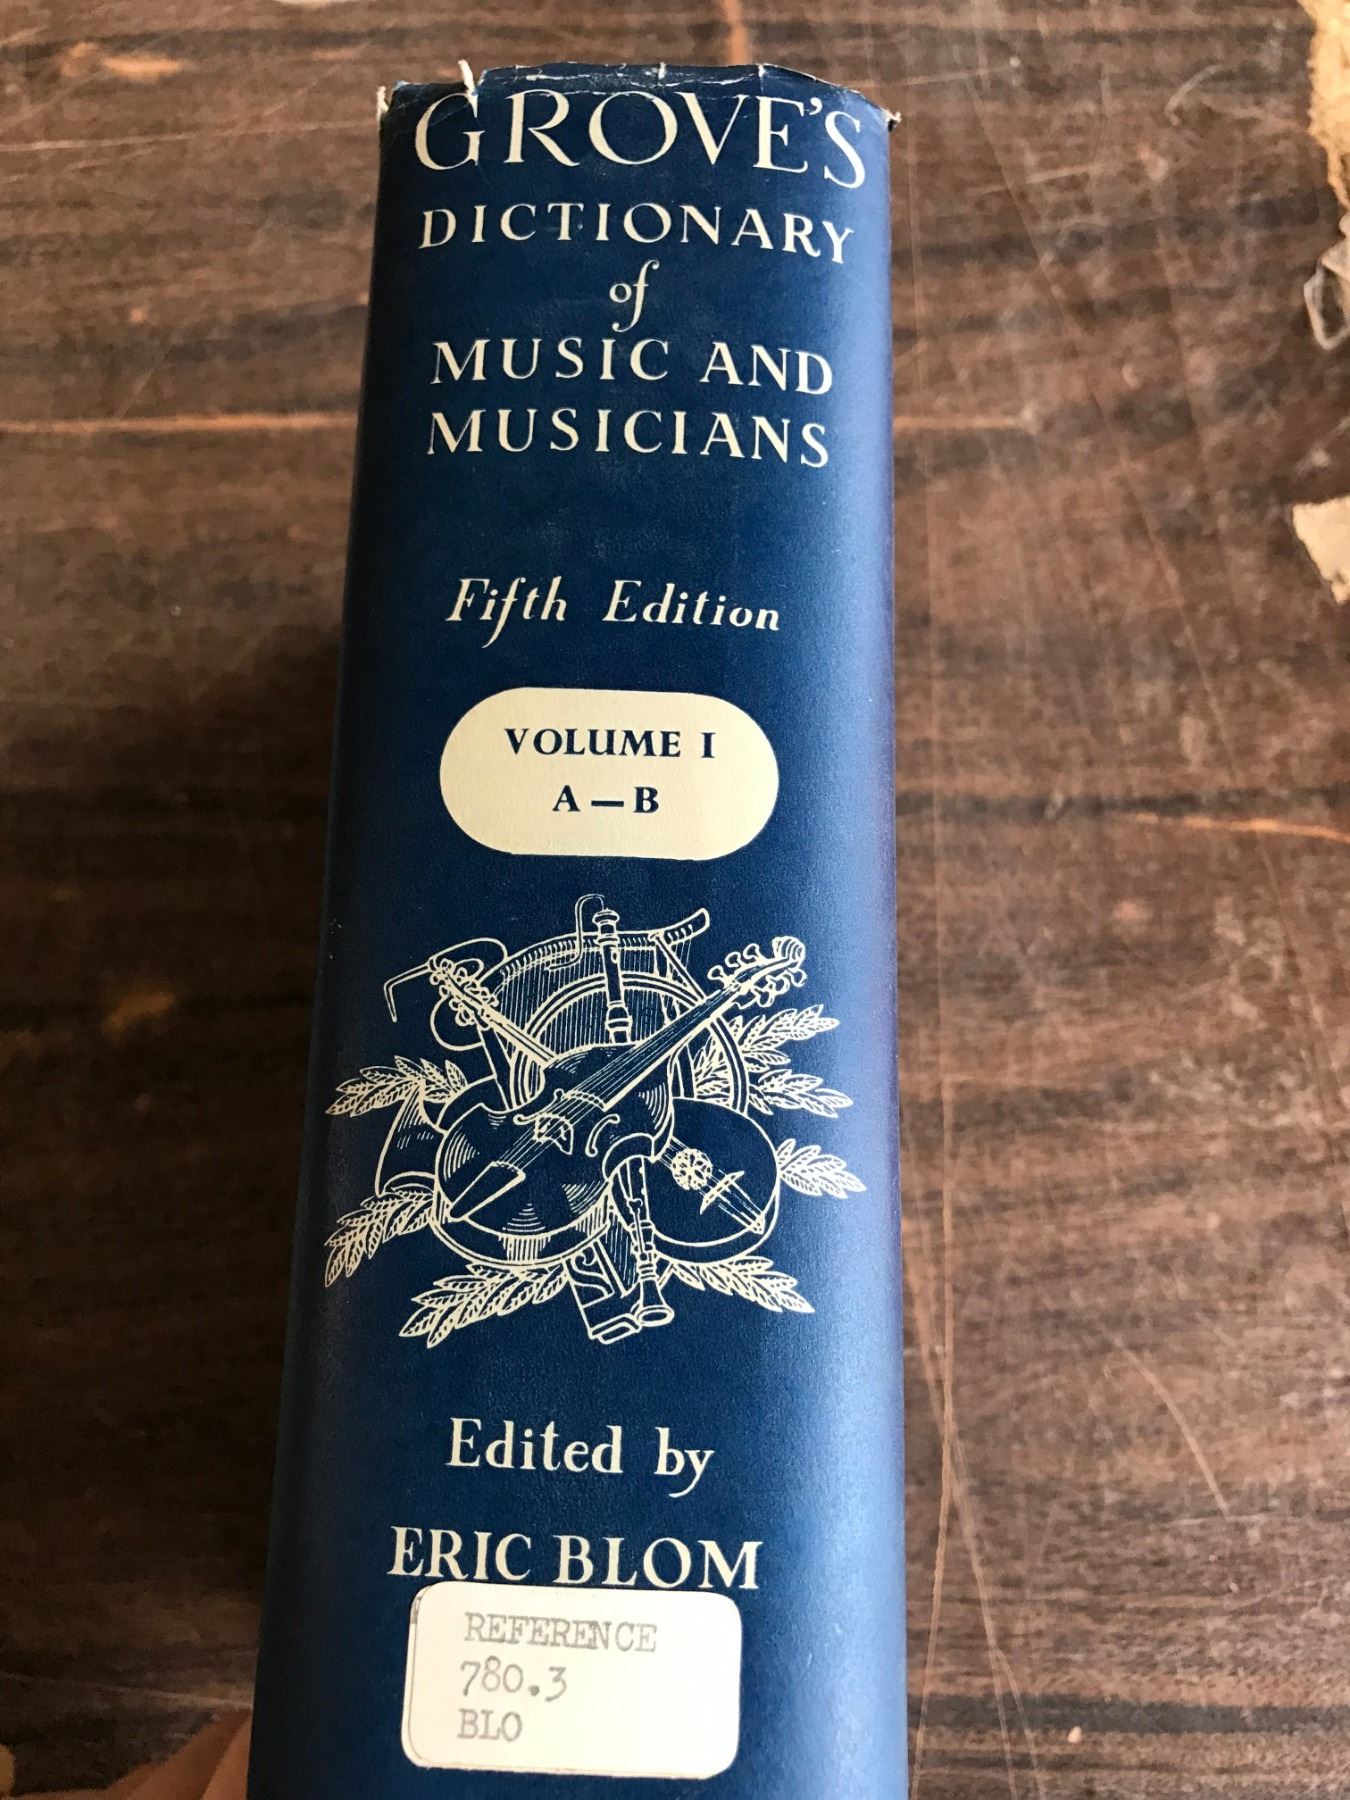 GROVE'S
DICTIONARY
of
MUSIC AND
MUSICIANS
Fifth Edition
VOLUME I
A—B
Edited by
ERIC BLOM
REFERENCE
780.3
BLO